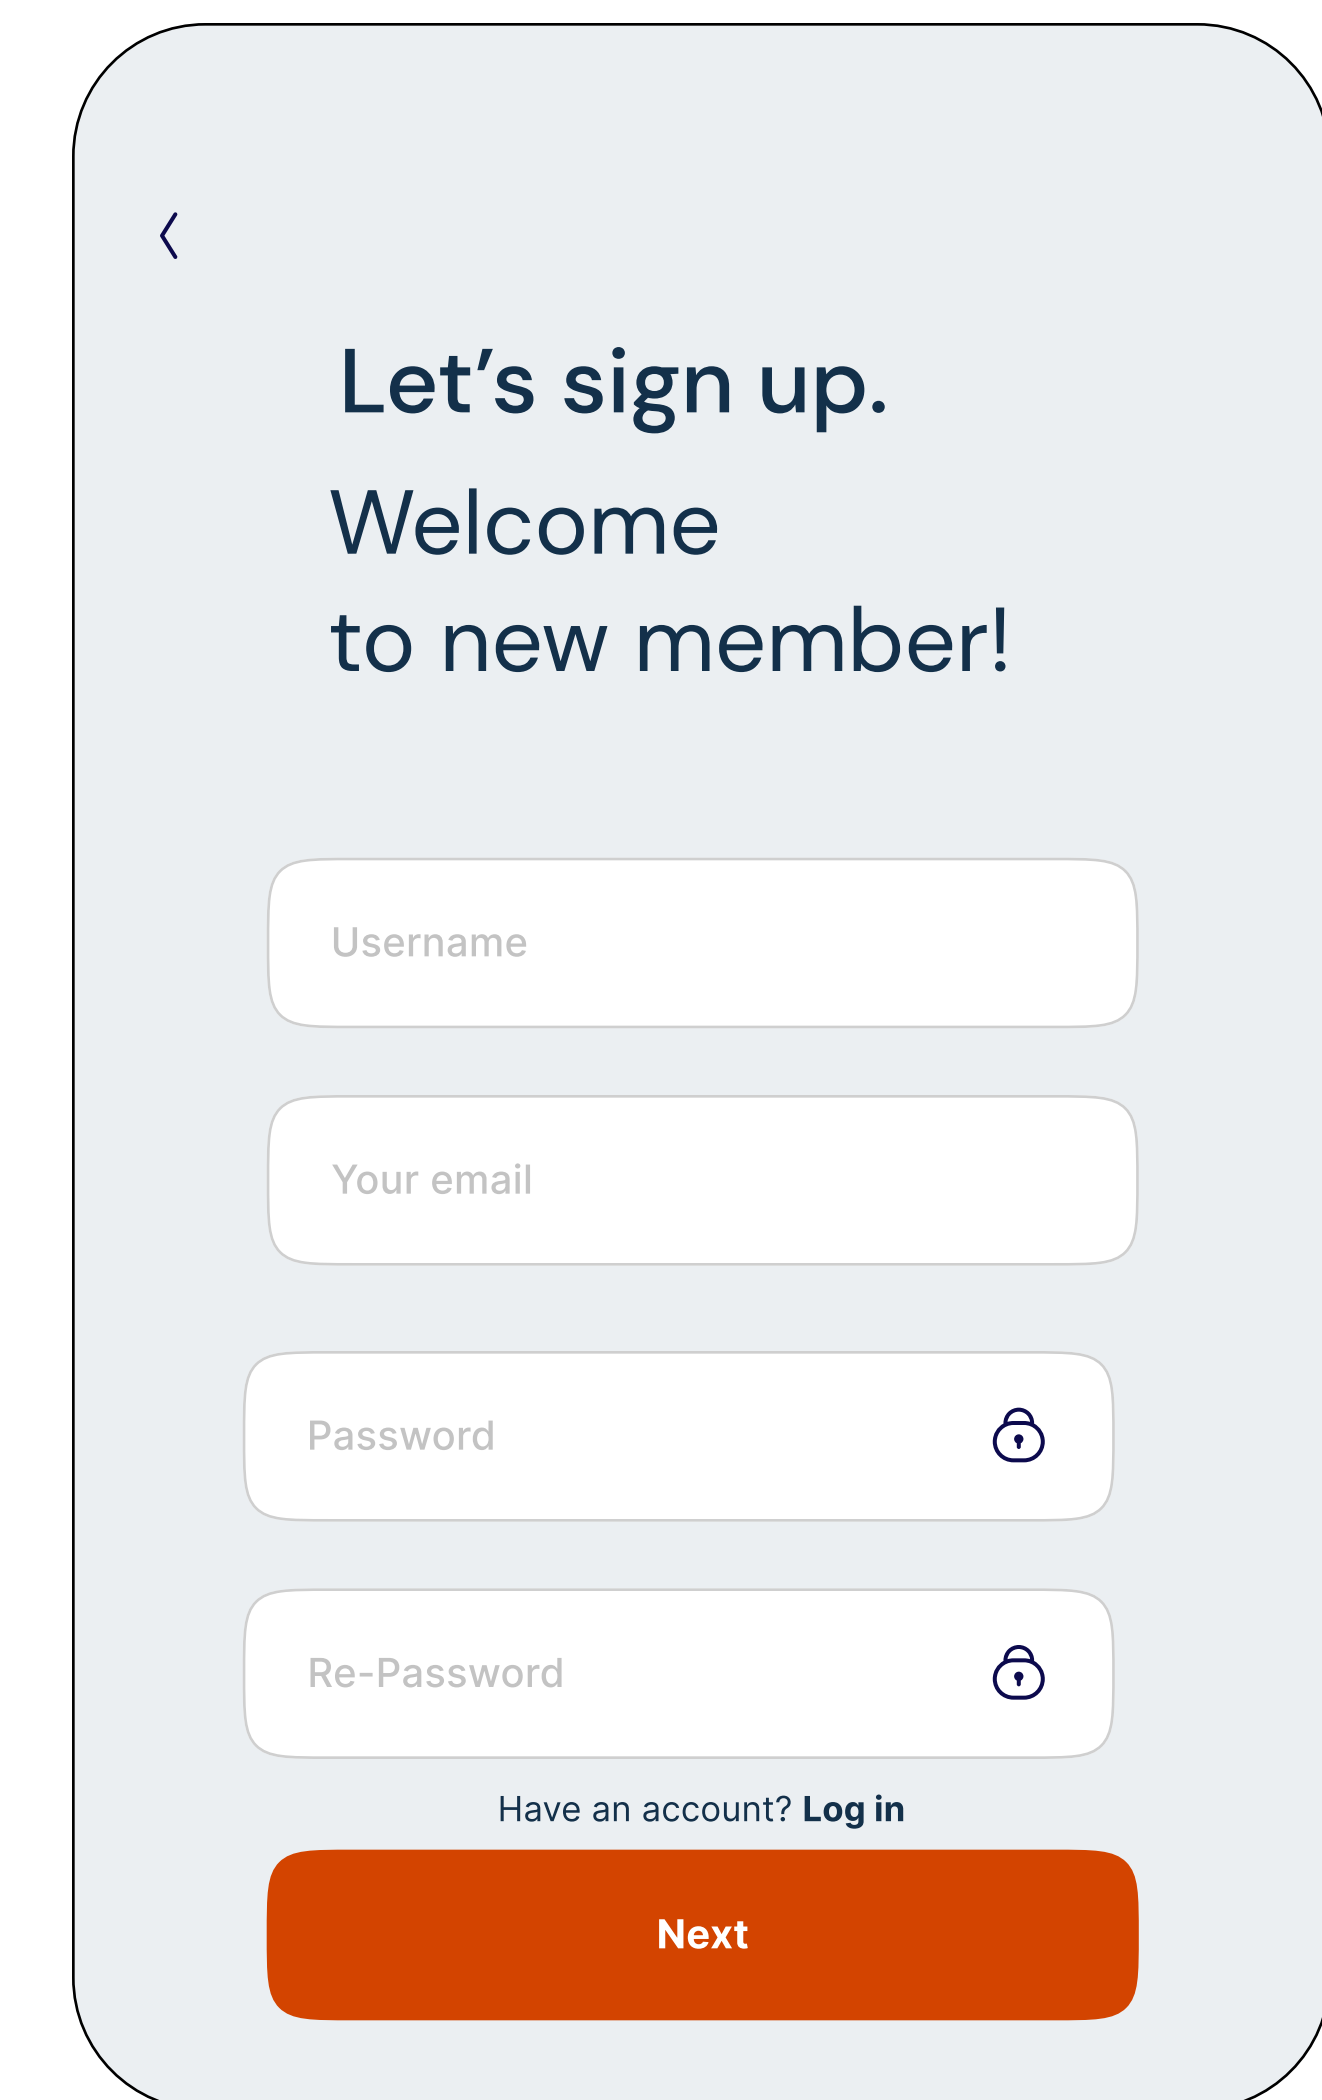 Let’s sign up.
Welcome
to new member!
Username
Your email
Password
Re-Password
Have an account? Log in
Next